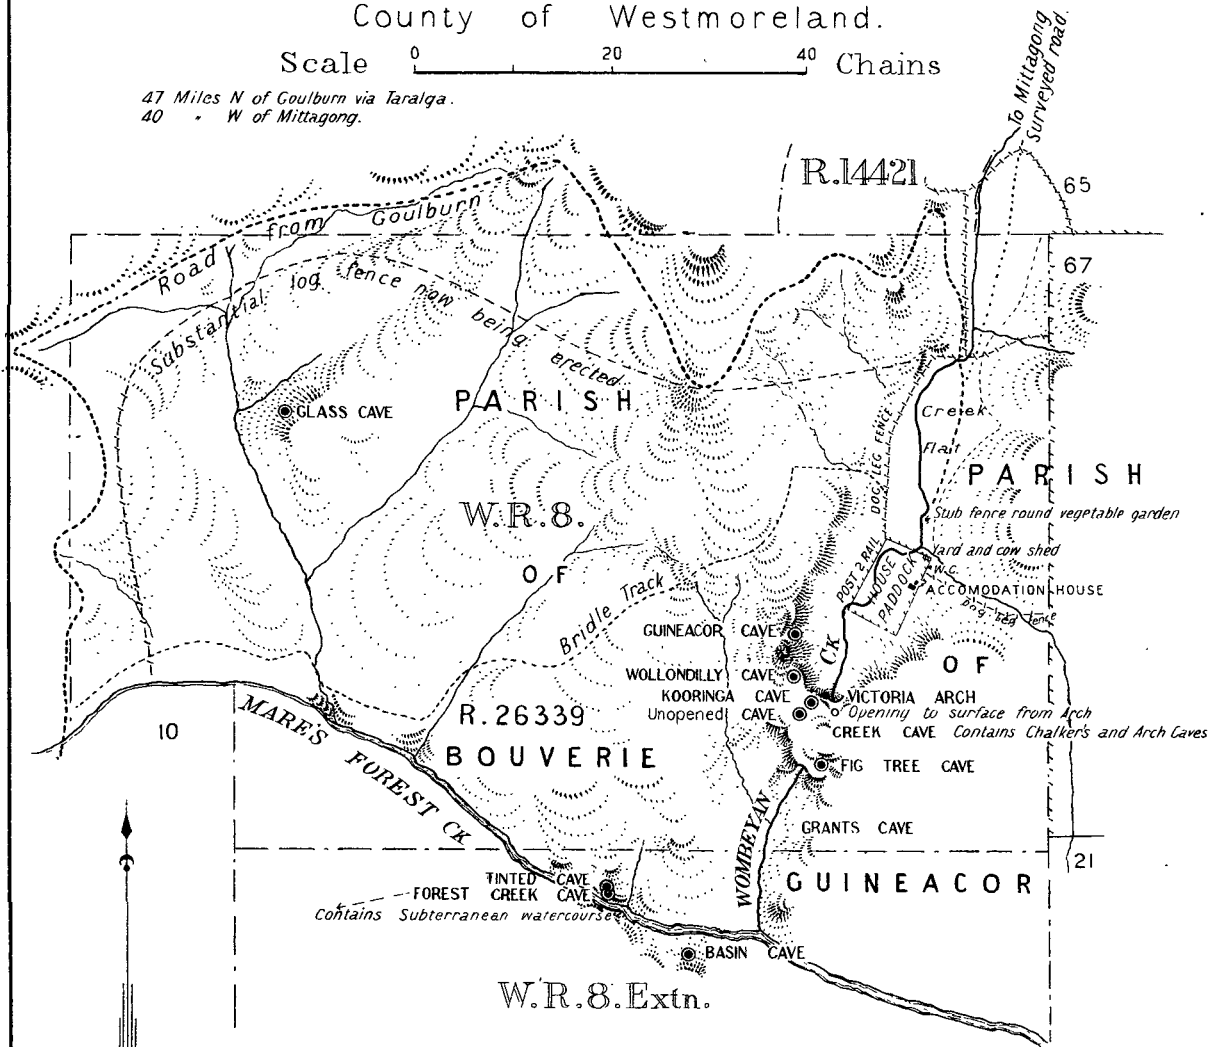 County of Westmoreland.
Scale 0 20 40 Chains
47 Miles N of Goulburn via Taralga.
40 " W of Mittagong.
To Mittagong
Surveyed road.
R.14421
65
67
Road from Goulburn
Substantial log fence now being erected
GLASS CAVE
PARISH
W.R.8.
OF
BOUVERIE
Creek
Flat
DOG LEG FENCE
PARISH
Stub fence round vegetable garden
Yard and cow shed
W.C.
ACCOMODATION HOUSE
POST 2 RAIL
HOUSE
PADDOCK
Dog leg fence
Bridle Track
GUINEACOR CAVE
CK
OF
WOLLONDILLY CAVE
KOORINGA CAVE
VICTORIA ARCH
Unopened CAVE
Opening to surface from Arch
CREEK CAVE Contains Chalker's and Arch Caves
R.26339
10
MARE'S FOREST CK
FIG TREE CAVE
WOMBEYAN
GRANTS CAVE
21
GUINEACOR
TINTED CAVE
FOREST CREEK CAVE
Contains Subterranean watercourse
BASIN CAVE
W.R.8.Extn.